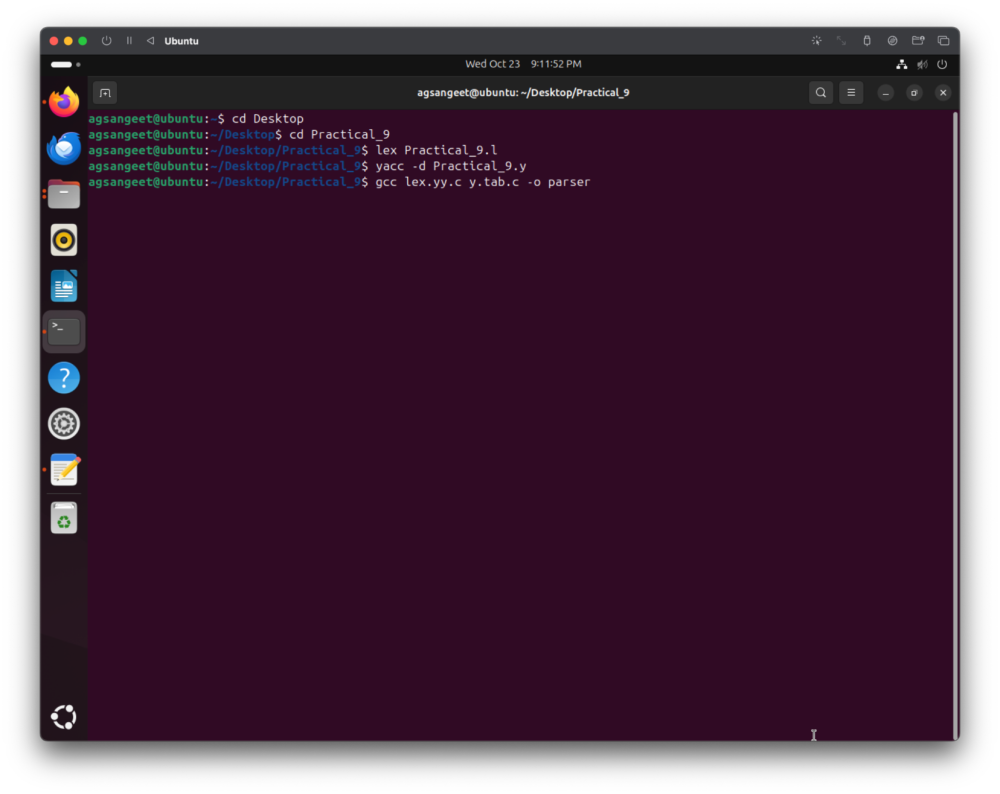 Ubuntu
Wed Oct 23 9:11:52 PM
agsangeet@ubuntu: ~/Desktop/Practical_9
agsangeet@ubuntu:~$ cd Desktop
agsangeet@ubuntu:~/Desktop$ cd Practical_9
agsangeet@ubuntu:~/Desktop/Practical_9$ lex Practical_9.l
agsangeet@ubuntu:~/Desktop/Practical_9$ yacc -d Practical_9.y
agsangeet@ubuntu:~/Desktop/Practical_9$ gcc lex.yy.c y.tab.c -o parser